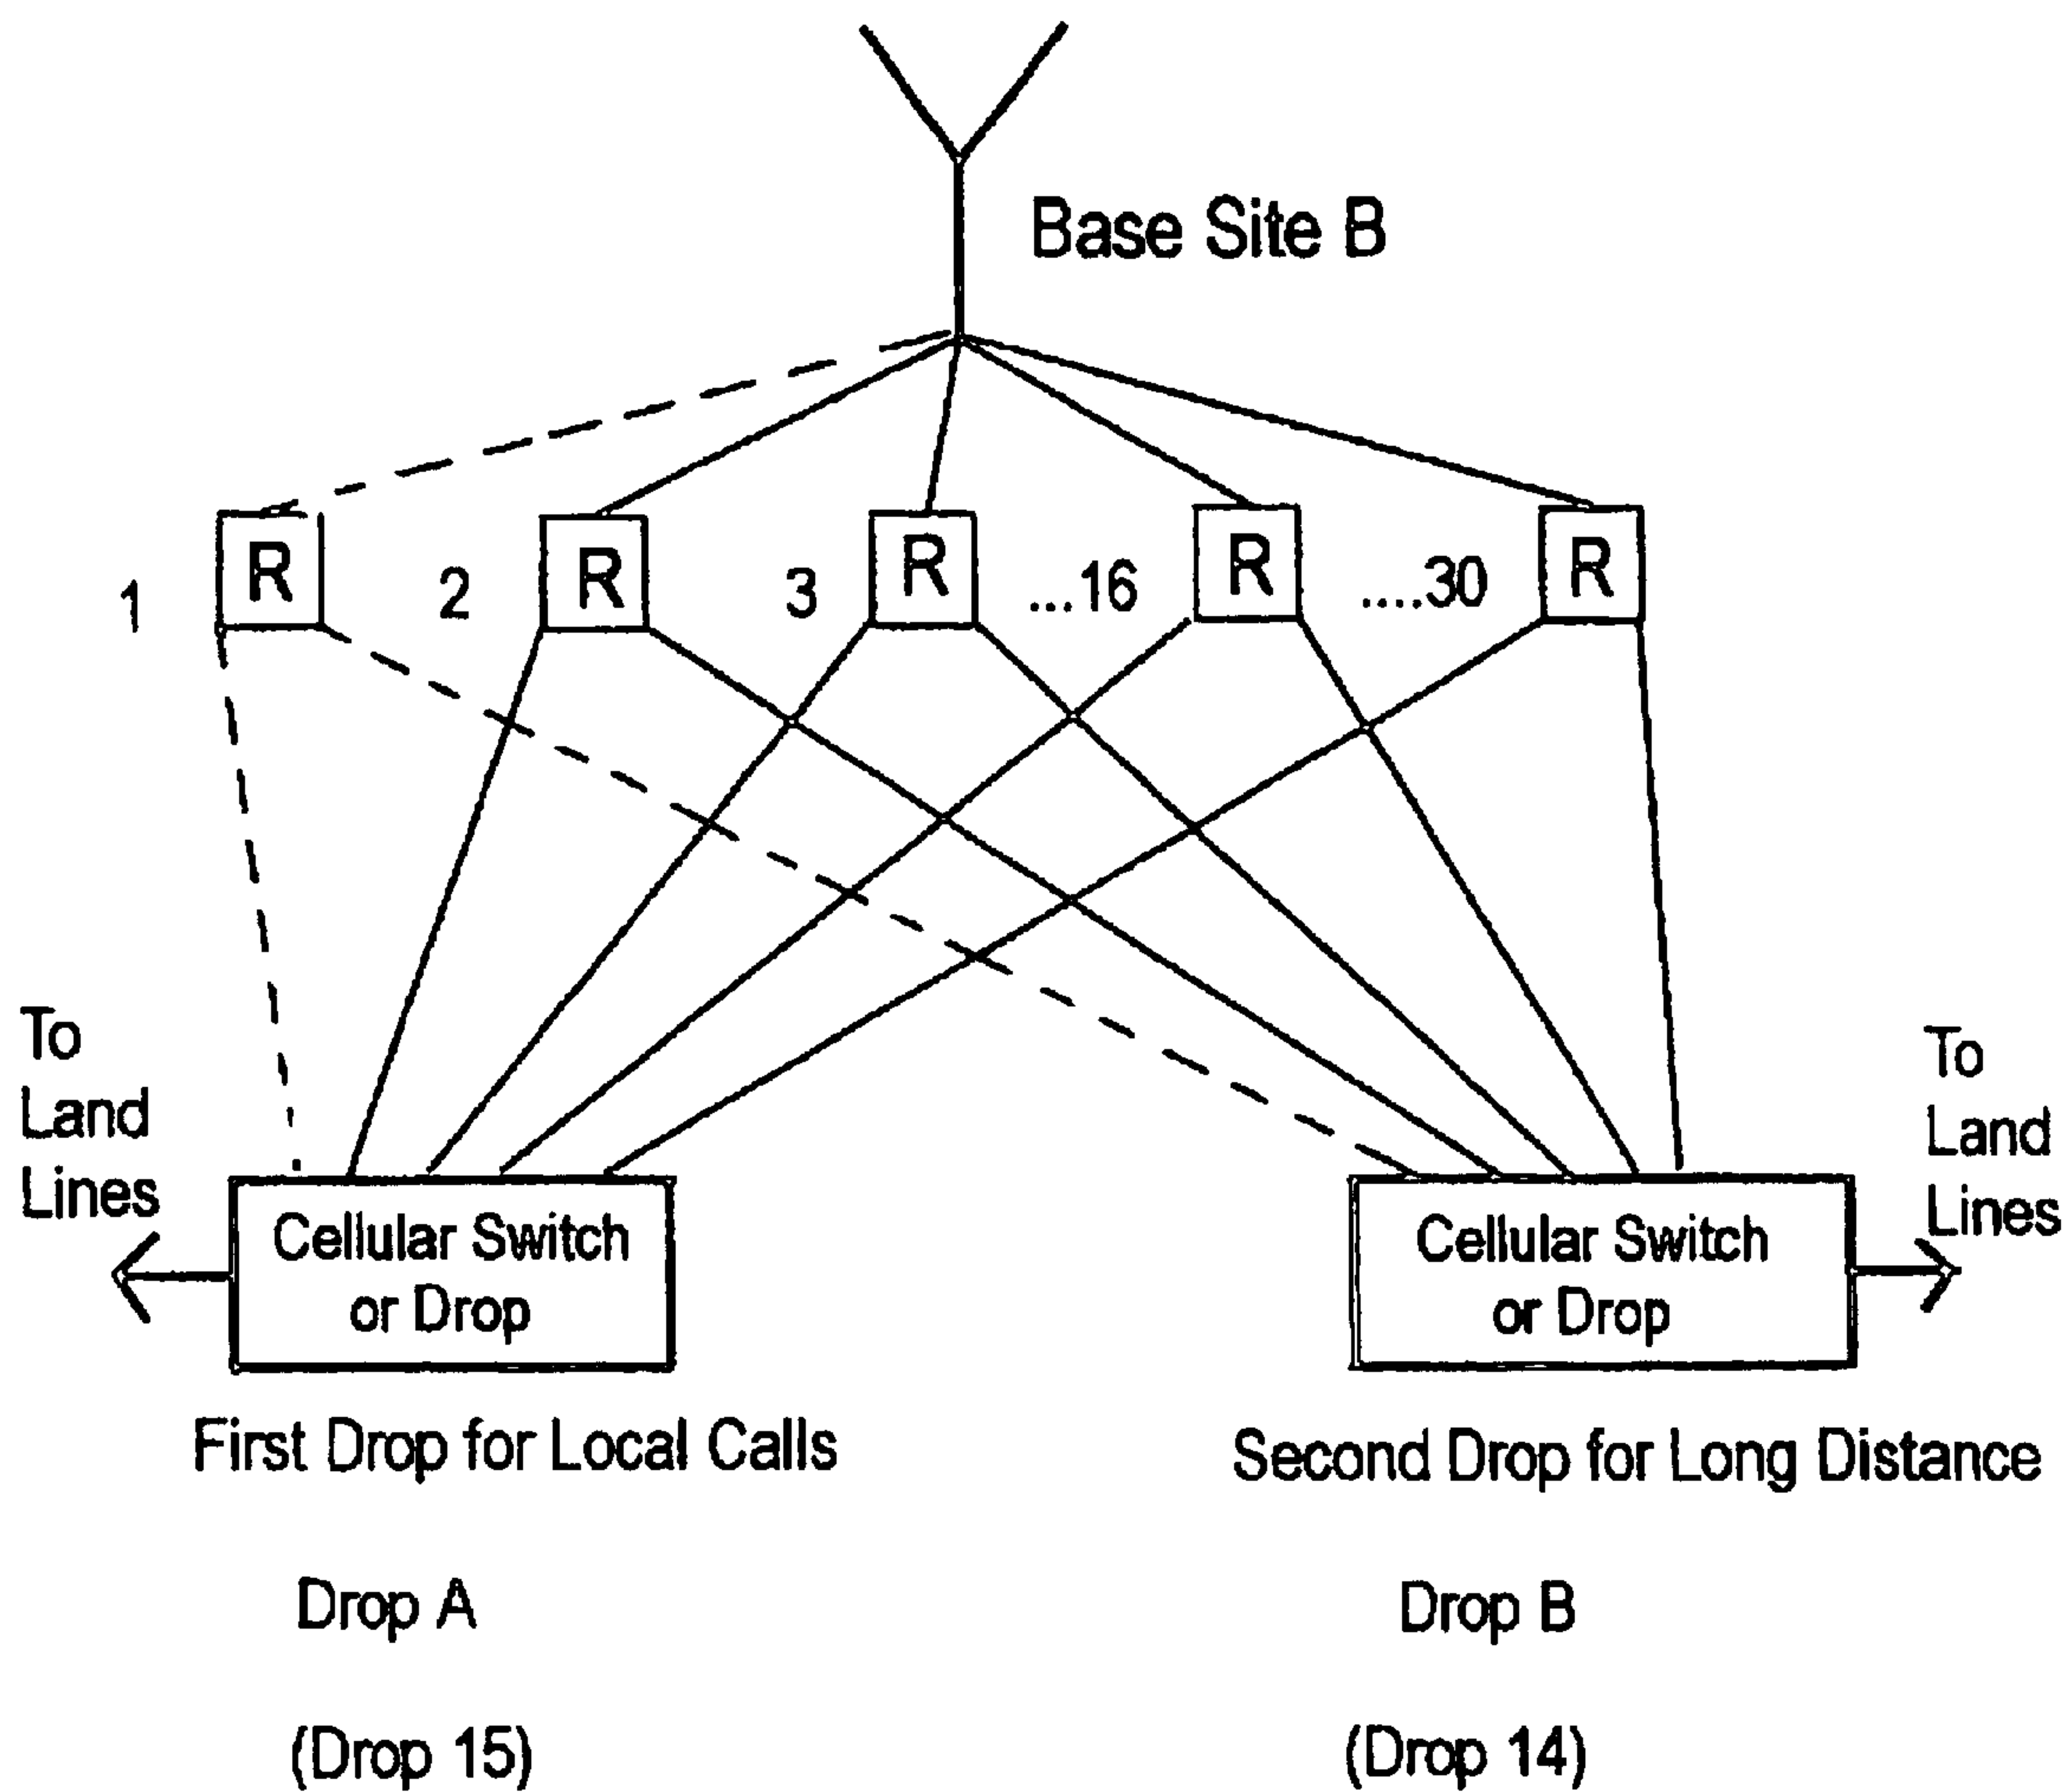 Base Site B
1 R 2 R 3 R ...16 R ....30 R
To
Land
Lines
To
Land
Lines
Cellular Switch
or Drop
Cellular Switch
or Drop
First Drop for Local Calls
Second Drop for Long Distance
Drop A
Drop B
(Drop 15)
(Drop 14)